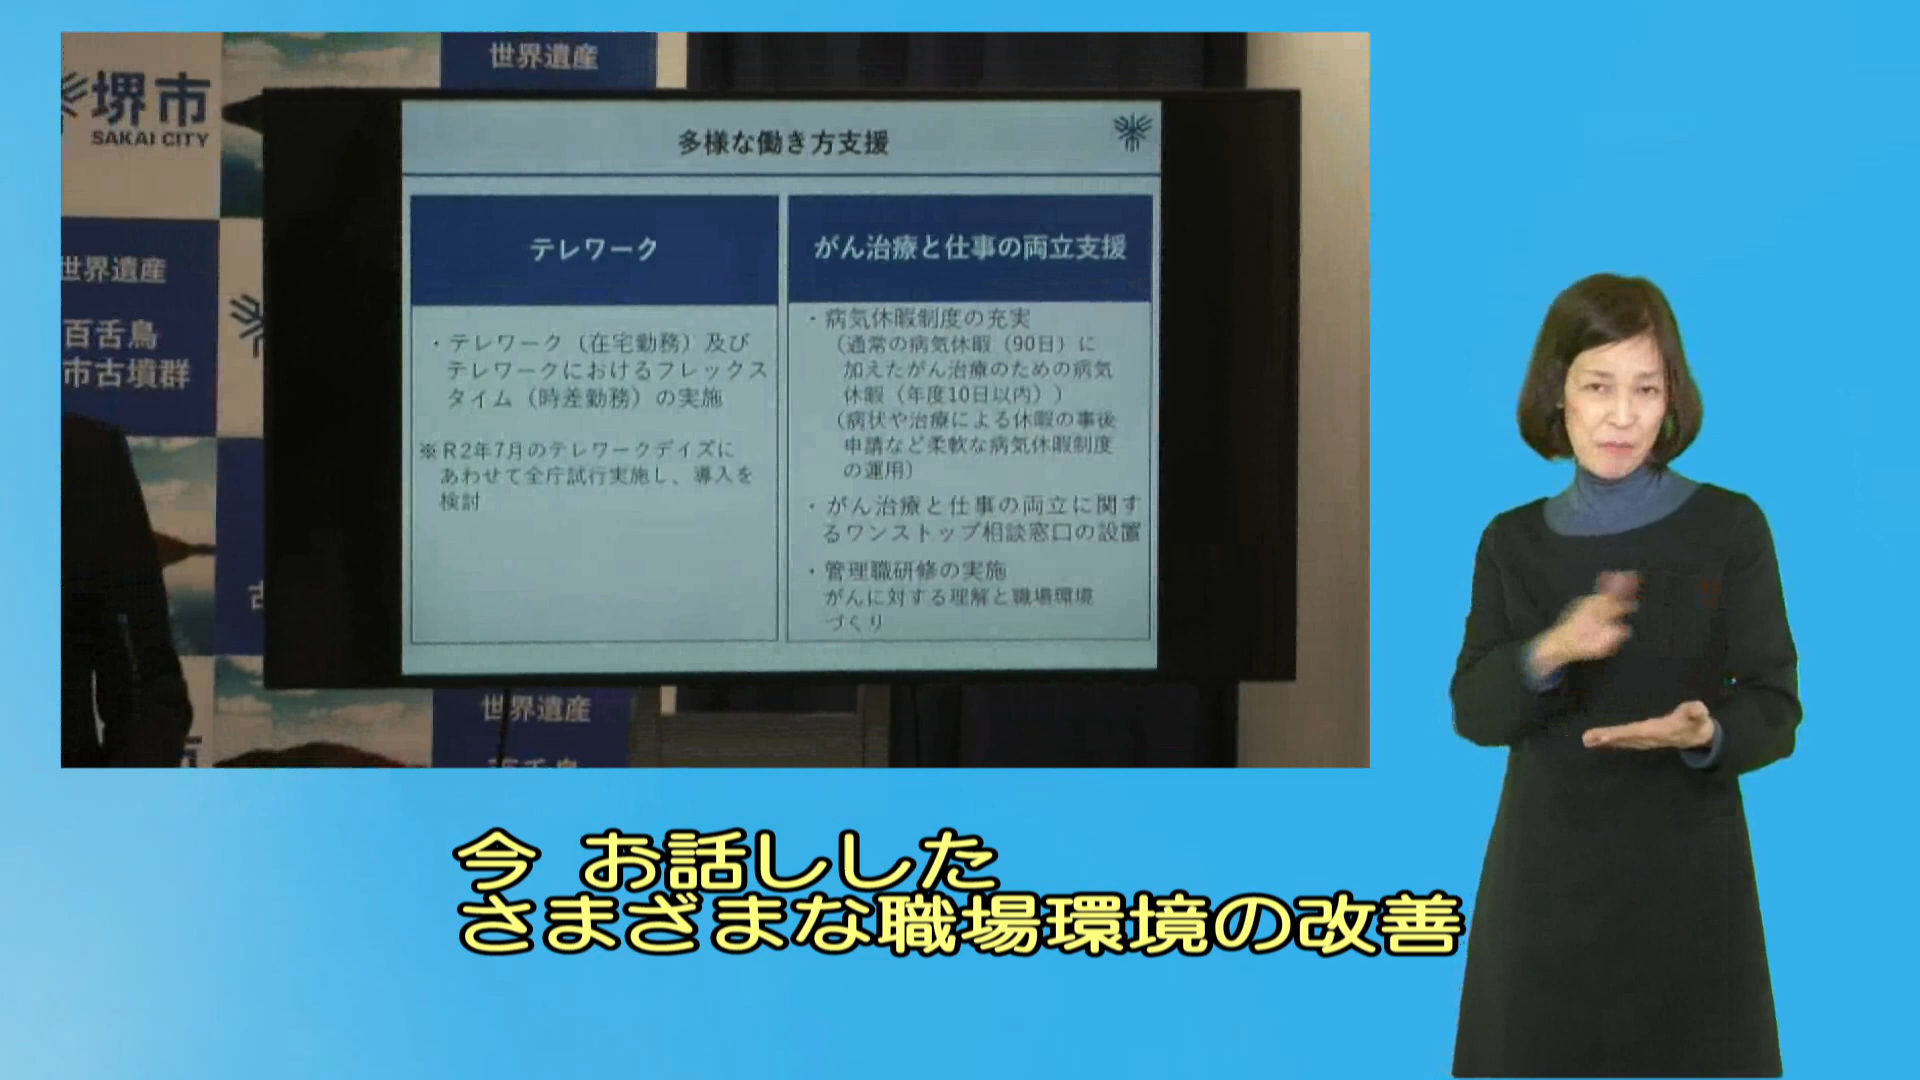 世界遺産
堺市
SAKAI CITY
世界遺産
百舌鳥
市古墳群
多様な働き方支援
テレワーク
・テレワーク（在宅勤務）及び
テレワークにおけるフレックス
タイム（時差勤務）の実施
※R2年7月のテレワークデイズに
あわせて全庁試行実施し、導入を
検討
がん治療と仕事の両立支援
・病気休暇制度の充実
（通常の病気休暇（90日）に
加えたがん治療のための病気
休暇（年度10日以内））
（病状や治療による休暇の事後
申請など柔軟な病気休暇制度
の運用）
・がん治療と仕事の両立に関す
るワンストップ相談窓口の設置
・管理職研修の実施
がんに対する理解と職場環境
づくり
古
世界遺産
今 お話しした
さまざまな職場環境の改善